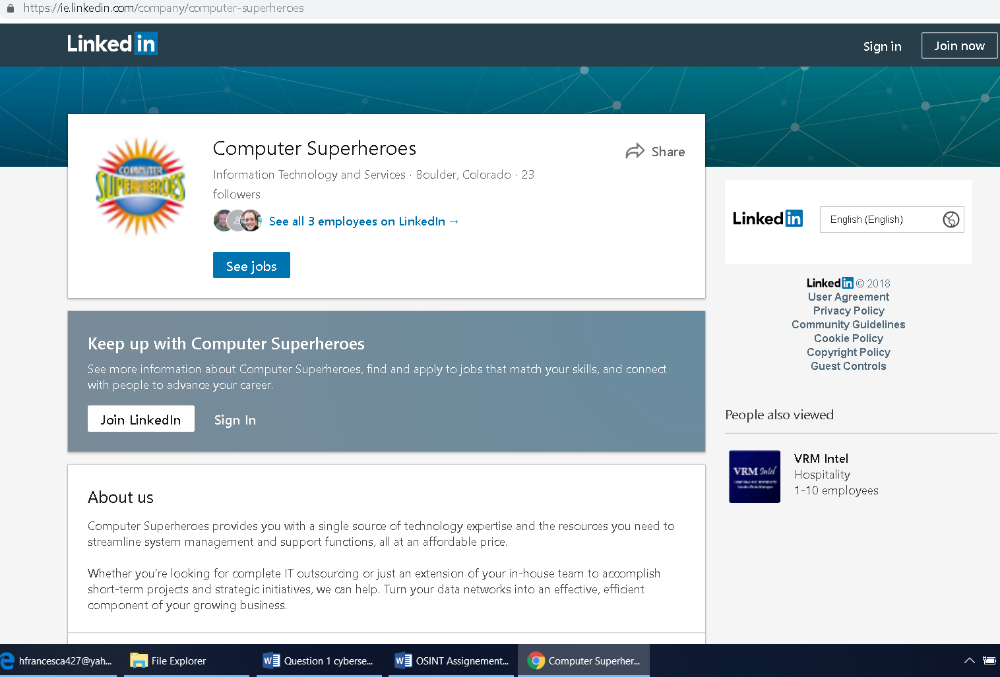 https://ie.linkedin.com/company/computer-superheroes
Linked in
Sign in
Join now
COMPUTER
SUPERHEROES
Computer Superheroes
Share
Information Technology and Services · Boulder, Colorado · 23
followers
See all 3 employees on LinkedIn →
See jobs
Keep up with Computer Superheroes
See more information about Computer Superheroes, find and apply to jobs that match your skills, and connect
with people to advance your career.
Join LinkedIn
Sign In
About us
Computer Superheroes provides you with a single source of technology expertise and the resources you need to
streamline system management and support functions, all at an affordable price.
Whether you’re looking for complete IT outsourcing or just an extension of your in-house team to accomplish
short-term projects and strategic initiatives, we can help. Turn your data networks into an effective, efficient
component of your growing business.
Linked in
English (English)
Linked in © 2018
User Agreement
Privacy Policy
Community Guidelines
Cookie Policy
Copyright Policy
Guest Controls
People also viewed
VRM Intel
VRM Intel
Hospitality
1-10 employees
hfrancesca427@yah...
File Explorer
Question 1 cyberse...
OSINT Assignement...
Computer Superher...